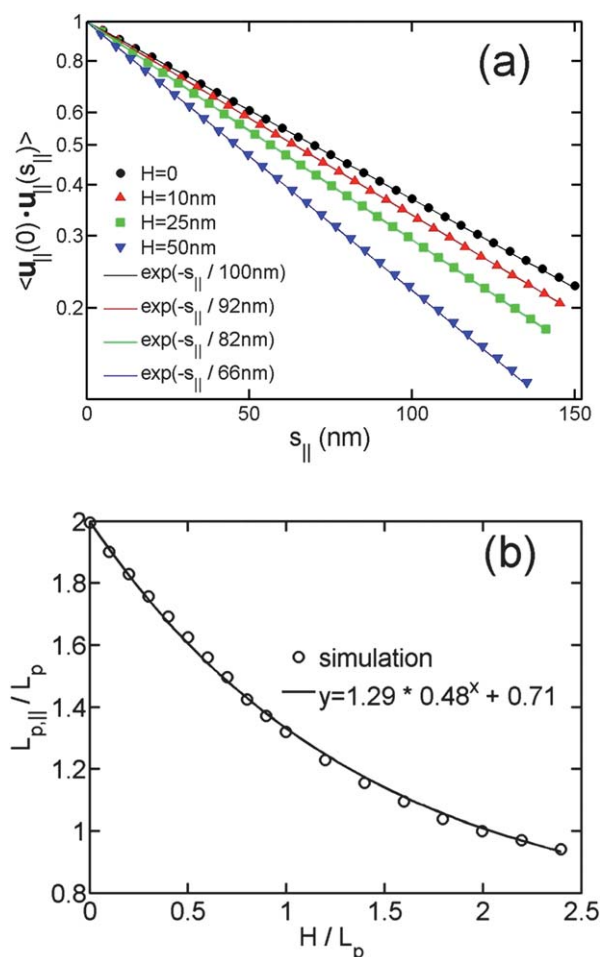 (a)
1
0.8
0.6
0.5
0.4
0.3
0.2
<u||(0) · u||(s||)>
H=0
H=10nm
H=25nm
H=50nm
exp(-s|| / 100nm)
exp(-s|| / 92nm)
exp(-s|| / 82nm)
exp(-s|| / 66nm)
0 50 100 150
s|| (nm)
(b)
2
1.8
1.6
1.4
1.2
1
0.8
Lp,|| / Lp
simulation
y=1.29 * 0.48^x + 0.71
0 0.5 1 1.5 2 2.5
H / Lp